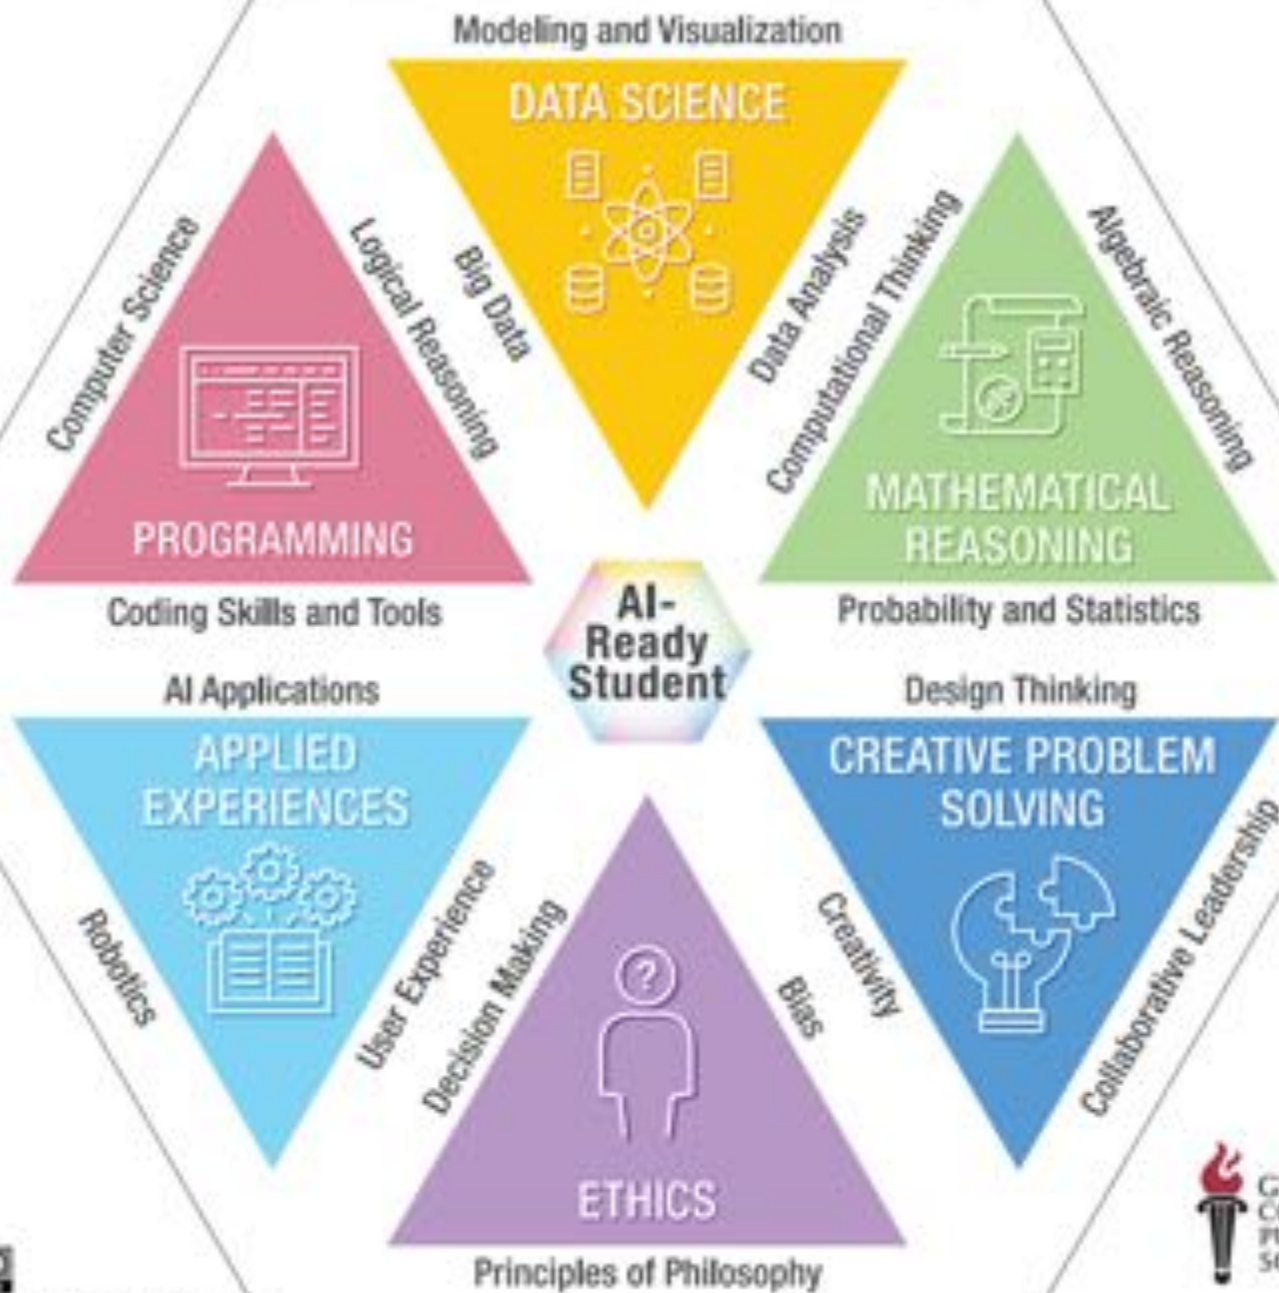 Modeling and Visualization
DATA SCIENCE
Big Data
Data Analysis
Computer Science
Logical Reasoning
PROGRAMMING
Coding Skills and Tools
Computational Thinking
Algebraic Reasoning
MATHEMATICAL
REASONING
Probability and Statistics
AI-
Ready
Student
AI Applications
APPLIED
EXPERIENCES
Robotics
User Experience
Design Thinking
CREATIVE PROBLEM
SOLVING
Creativity
Collaborative Leadership
Decision Making
Bias
?
ETHICS
Principles of Philosophy